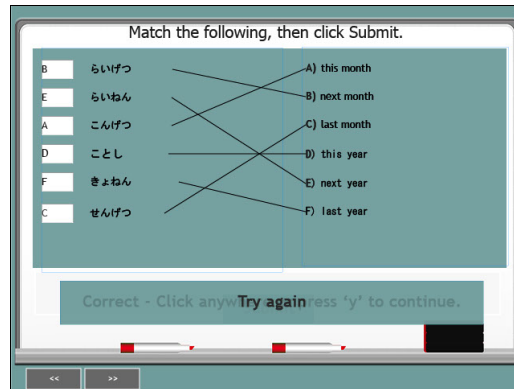 Match the following, then click Submit.
B らいげつ A) this month
E らいねん B) next month
A こんげつ C) last month
D ことし D) this year
F きょねん E) next year
C せんげつ F) last year
Correct - Click anyw press 'y' to continue.
Try again
<< >>